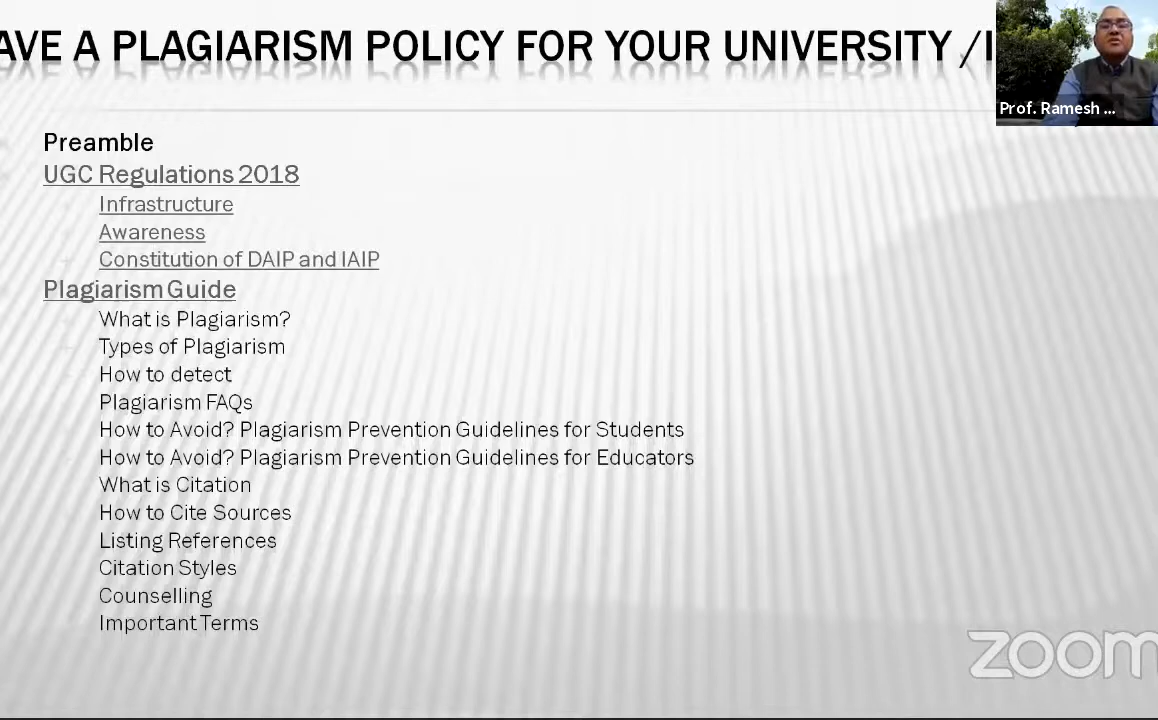 AVE A PLAGIARISM POLICY FOR YOUR UNIVERSITY /I
Prof. Ramesh ...
Preamble
UGC Regulations 2018
Infrastructure
Awareness
Constitution of DAIP and IAIP
Plagiarism Guide
What is Plagiarism?
Types of Plagiarism
How to detect
Plagiarism FAQs
How to Avoid? Plagiarism Prevention Guidelines for Students
How to Avoid? Plagiarism Prevention Guidelines for Educators
What is Citation
How to Cite Sources
Listing References
Citation Styles
Counselling
Important Terms
zoom